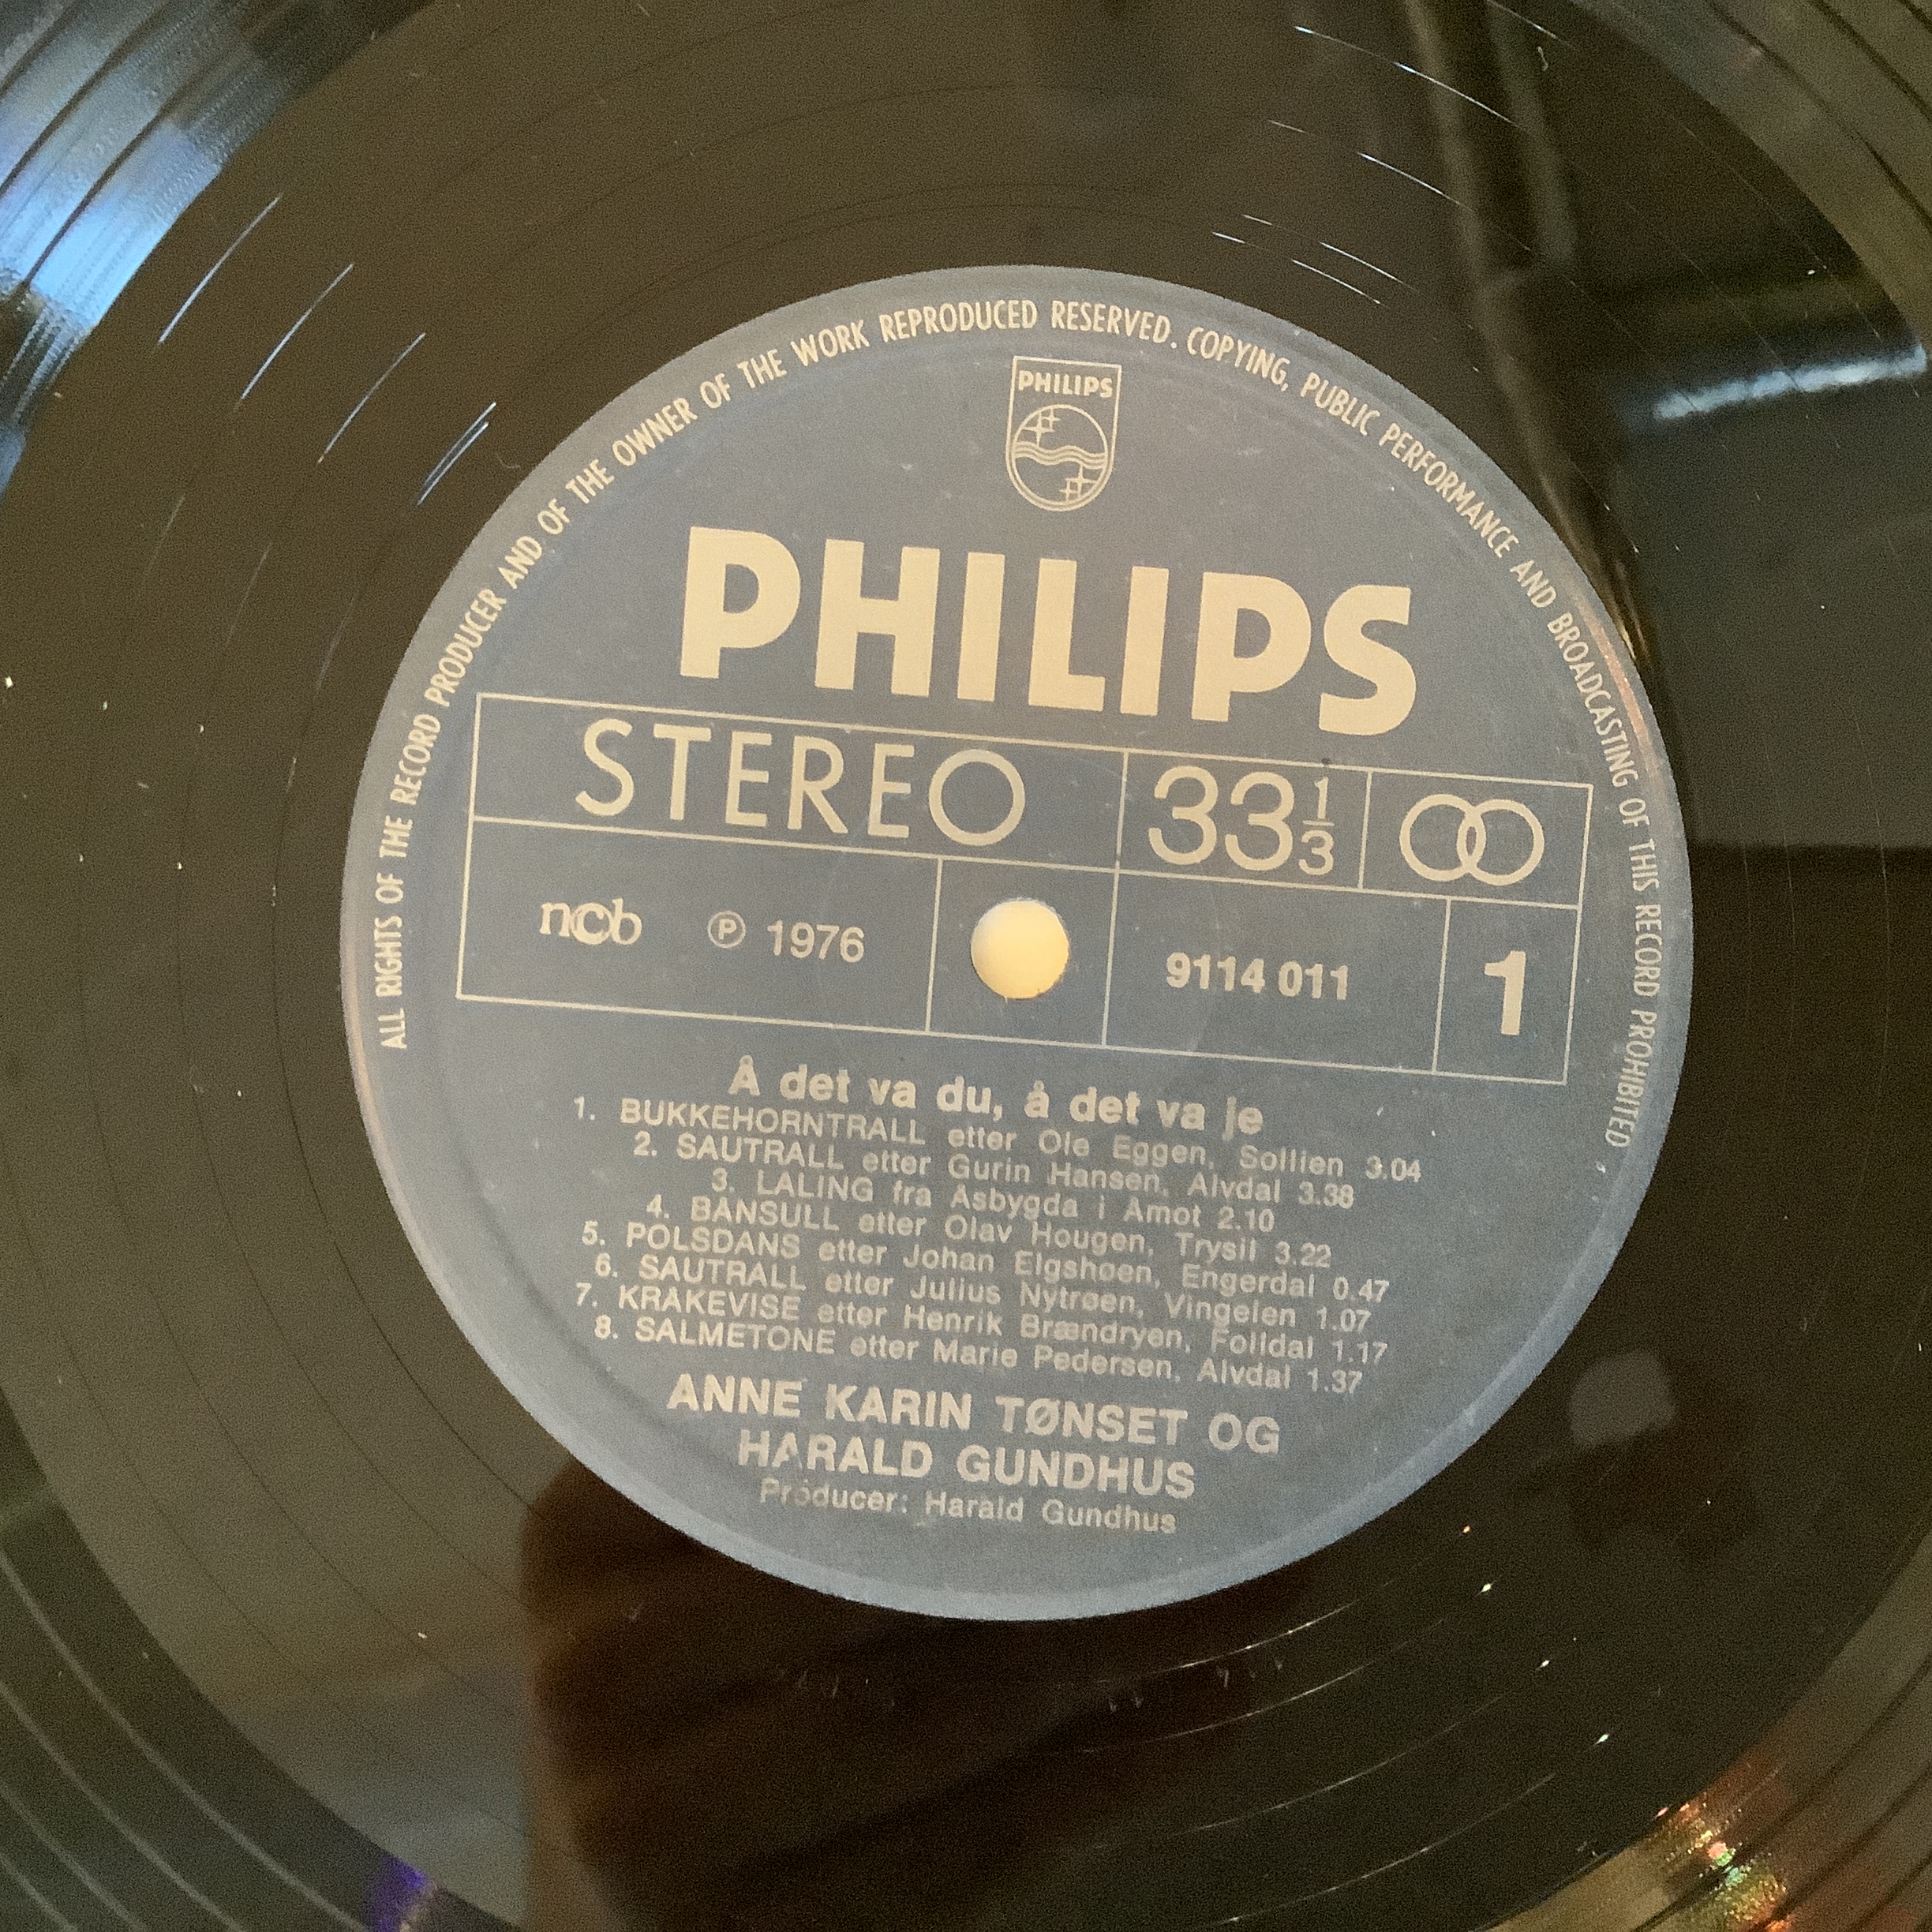 ALL RIGHTS OF THE RECORD PRODUCER AND OF THE OWNER OF THE WORK REPRODUCED RESERVED. COPYING, PUBLIC PERFORMANCE AND BROADCASTING OF THIS RECORD PROHIBITED
PHILIPS
PHILIPS
STEREO 33 1/3
ncb ℗ 1976 9114 011 1
Å det va du, å det va je
1. BUKKEHORNTRALL etter Ole Eggen, Sollien 3.04
2. SAUTRALL etter Gurin Hansen, Alvdal 3.38
3. LALING fra Åsbygda i Åmot 2.10
4. BÅNSULL etter Olav Hougen, Trysil 3.22
5. POLSDANS etter Johan Elgshøen, Engerdal 0.47
6. SAUTRALL etter Julius Nytrøen, Vingelen 1.07
7. KRÅKEVISE etter Henrik Brændryen, Folldal 1.17
8. SALMETONE etter Marie Pedersen, Alvdal 1.37
ANNE KARIN TØNSET OG
HARALD GUNDHUS
Producer: Harald Gundhus